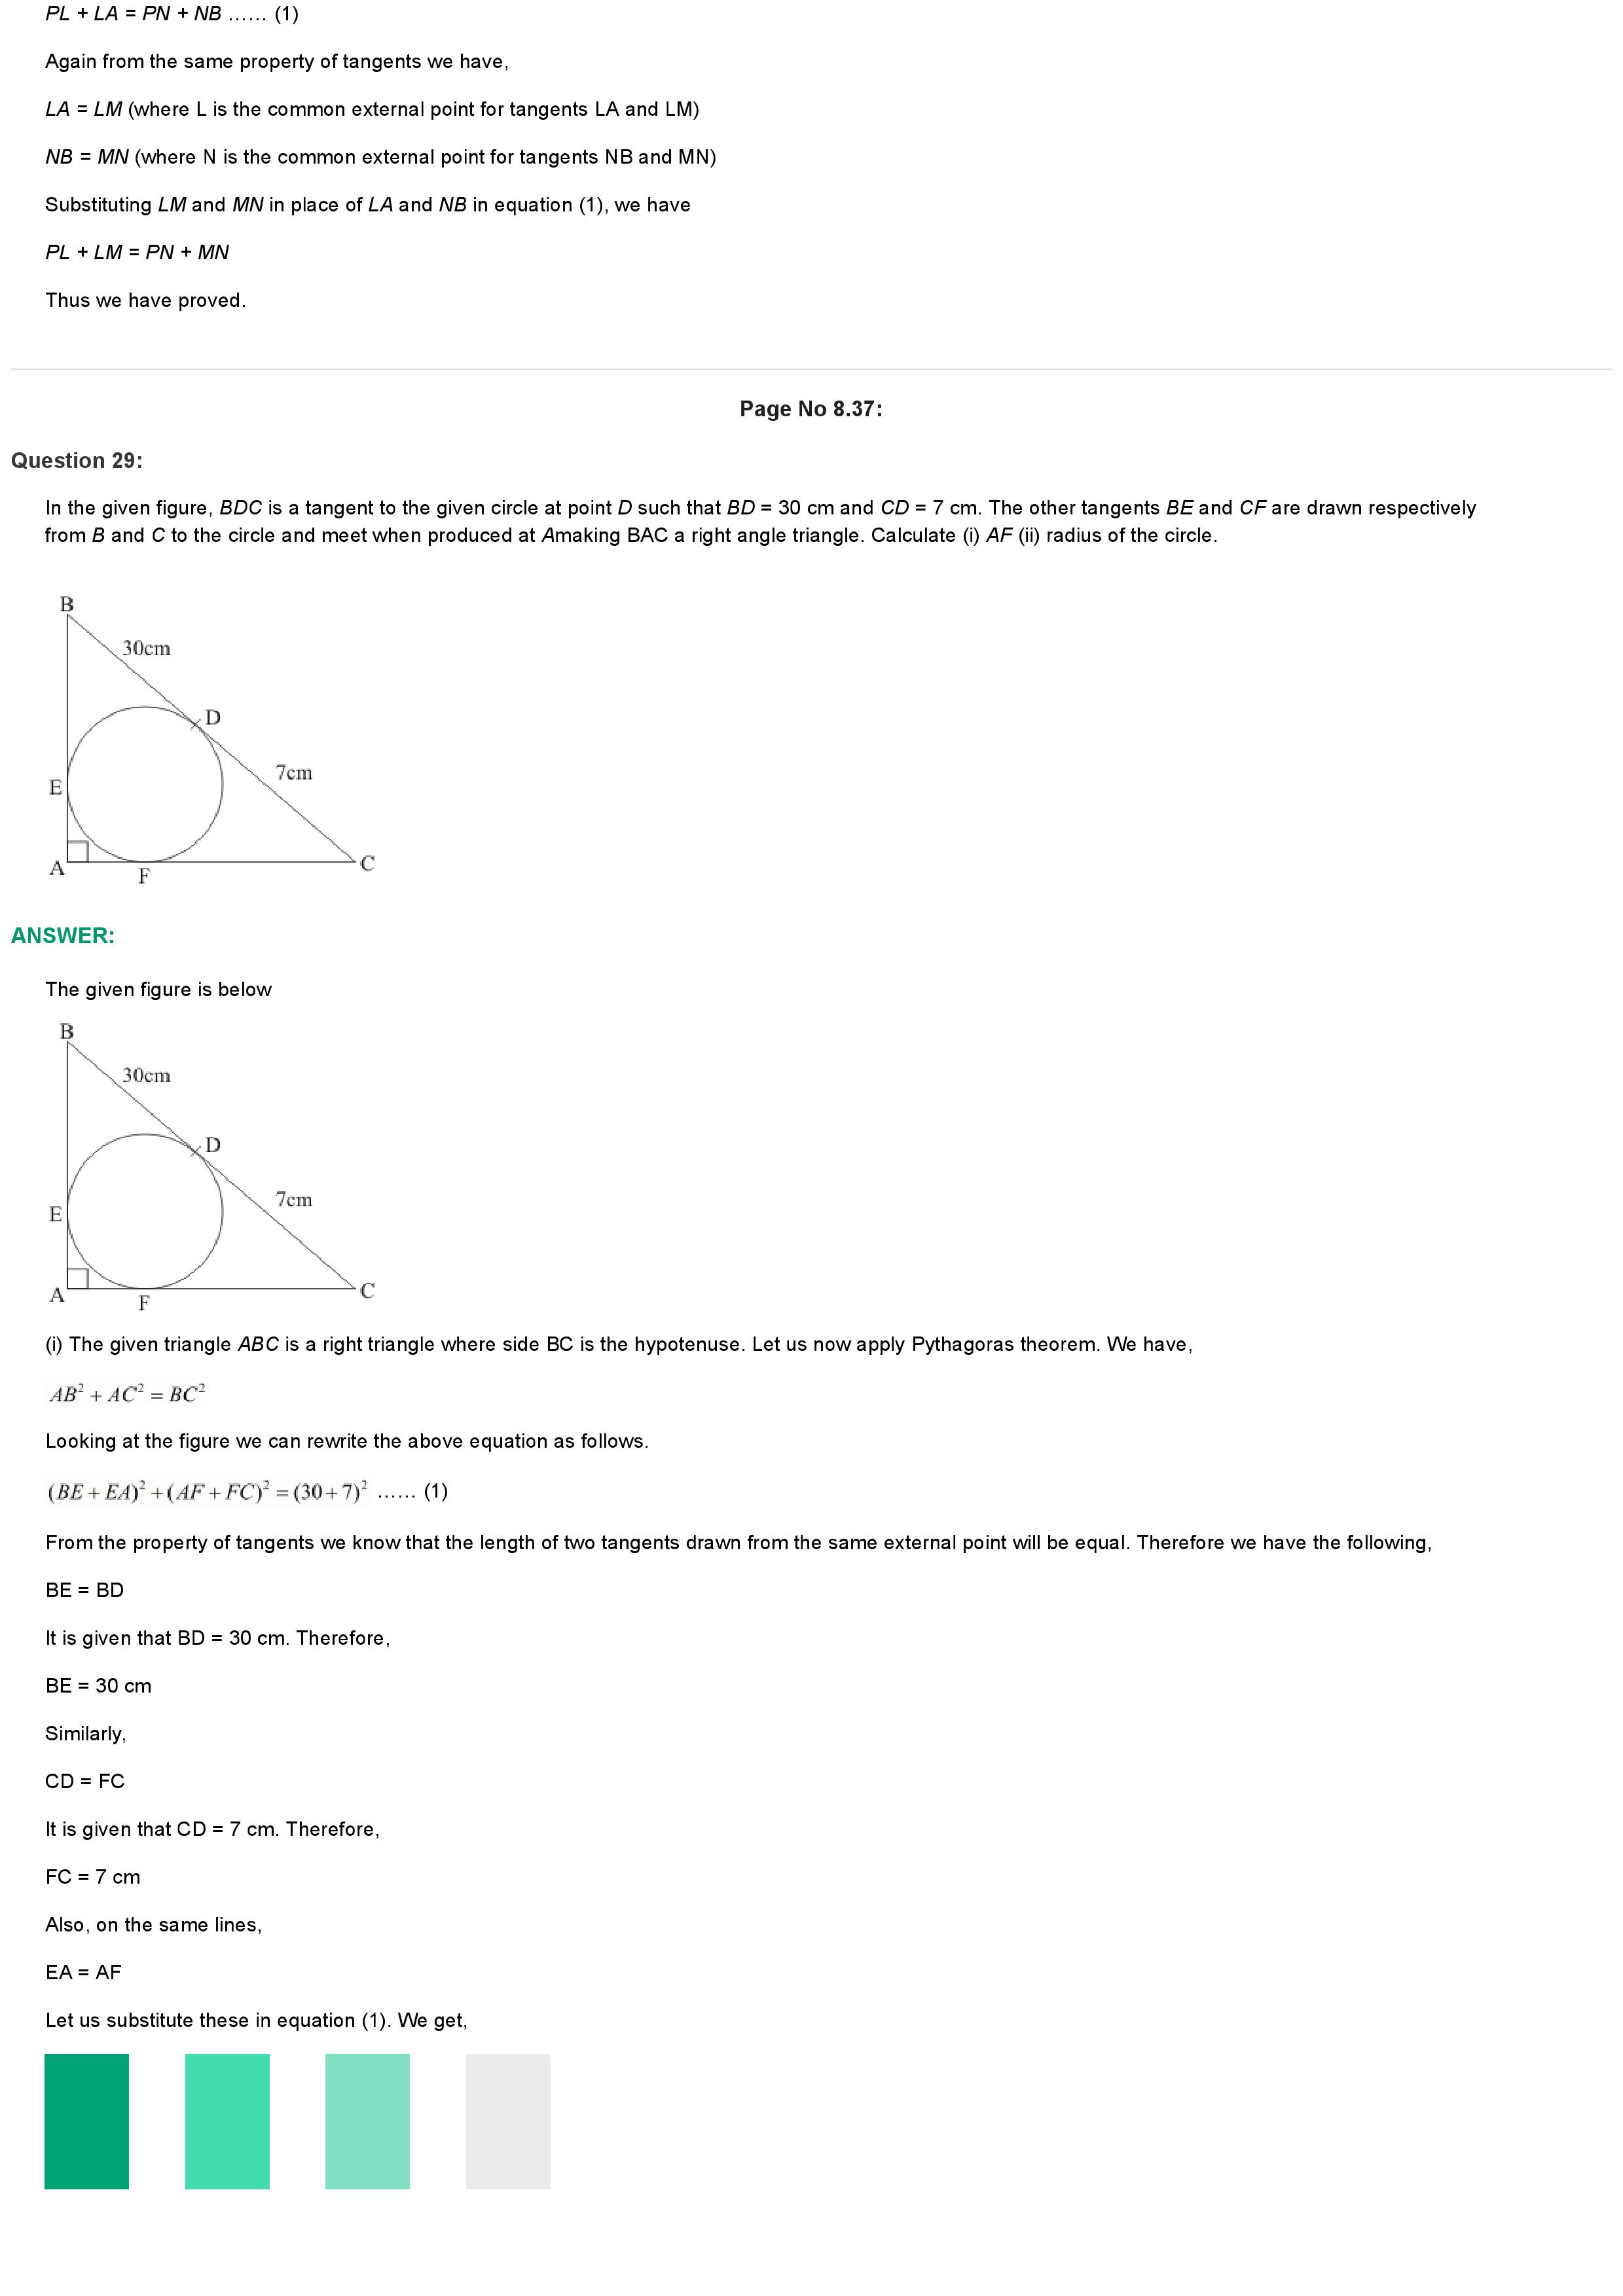 PL + LA = PN + NB …… (1)
Again from the same property of tangents we have,
LA = LM (where L is the common external point for tangents LA and LM)
NB = MN (where N is the common external point for tangents NB and MN)
Substituting LM and MN in place of LA and NB in equation (1), we have
PL + LM = PN + MN
Thus we have proved.
Page No 8.37:
Question 29:
In the given figure, BDC is a tangent to the given circle at point D such that BD = 30 cm and CD = 7 cm. The other tangents BE and CF are drawn respectively
from B and C to the circle and meet when produced at Amaking BAC a right angle triangle. Calculate (i) AF (ii) radius of the circle.
B
30cm
D
7cm
E
A
F
C
ANSWER:
The given figure is below
B
30cm
D
7cm
E
A
F
C
(i) The given triangle ABC is a right triangle where side BC is the hypotenuse. Let us now apply Pythagoras theorem. We have,
AB² + AC² = BC²
Looking at the figure we can rewrite the above equation as follows.
(BE + EA)² + (AF + FC)² = (30 + 7)² …… (1)
From the property of tangents we know that the length of two tangents drawn from the same external point will be equal. Therefore we have the following,
BE = BD
It is given that BD = 30 cm. Therefore,
BE = 30 cm
Similarly,
CD = FC
It is given that CD = 7 cm. Therefore,
FC = 7 cm
Also, on the same lines,
EA = AF
Let us substitute these in equation (1). We get,